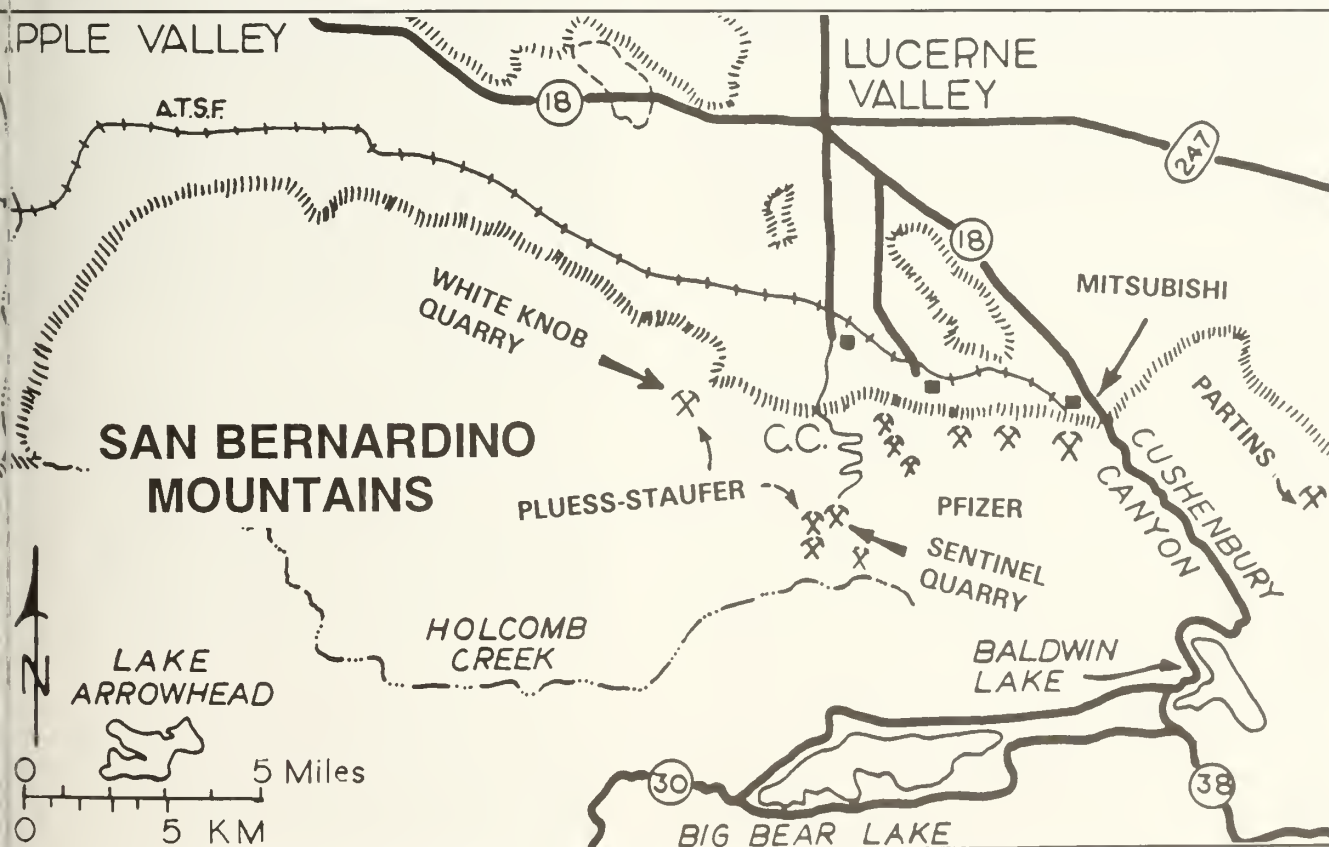 PPLE VALLEY
LUCERNE
VALLEY
A.T.S.F.
18
247
18
WHITE KNOB
QUARRY
MITSUBISHI
PARTINS
SAN BERNARDINO
MOUNTAINS
C.C.
CUSHENBURY
CANYON
PLUESS-STAUFER
PFIZER
SENTINEL
QUARRY
HOLCOMB
CREEK
N
LAKE
ARROWHEAD
BALDWIN
LAKE
0 5 Miles
0 5 KM
30
38
BIG BEAR LAKE